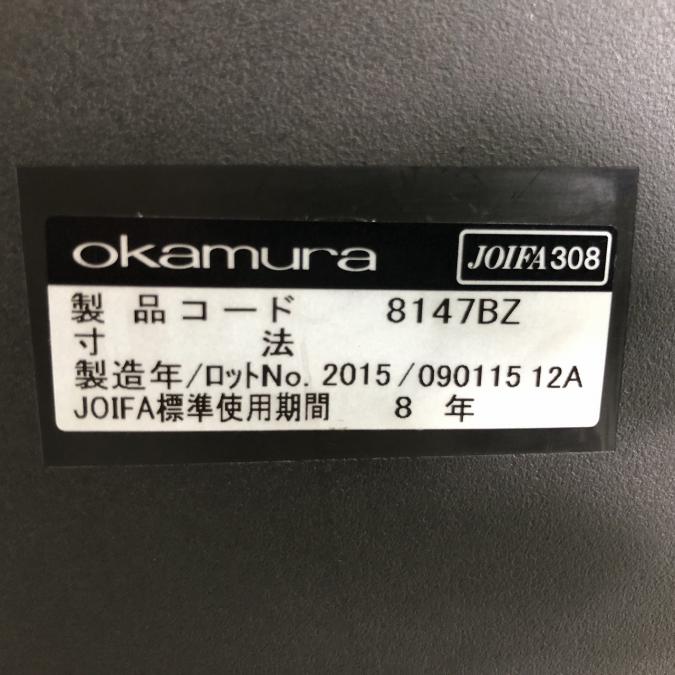 okamura JOIFA308
製品コード 8147BZ
寸法
製造年/ロットNo. 2015/090115 12A
JOIFA標準使用期間 8 年